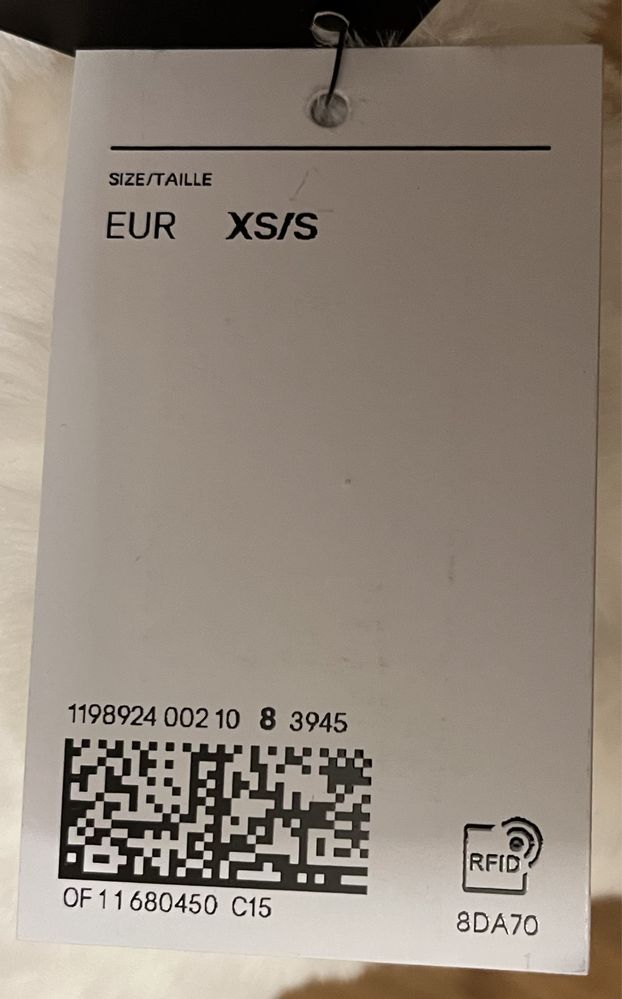 SIZE/TAILLE
EUR XS/S
1198924 002 10 8 3945
OF 11680450 C15
RFID
8DA70